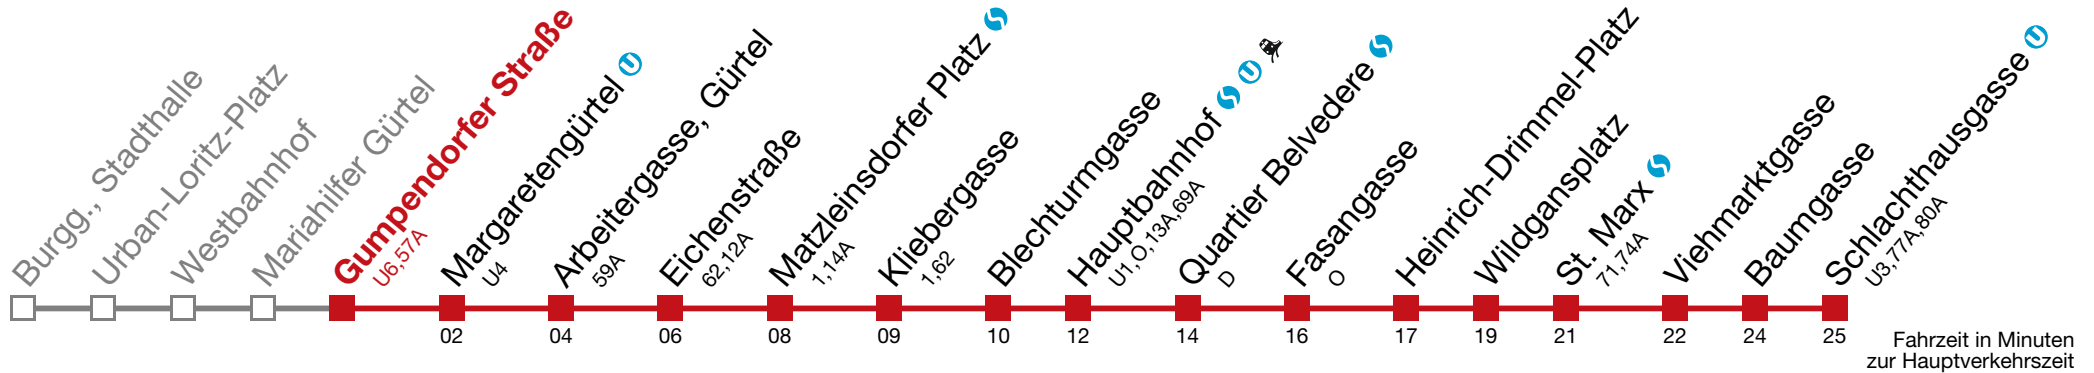 Burgg., Stadthalle
Urban-Loritz-Platz
Westbahnhof
Mariahilfer Gürtel
Gumpendorfer Straße
U6,57A
Margaretengürtel U
U4
Arbeitergasse, Gürtel
59A
Eichenstraße
62,12A
Matzleinsdorfer Platz S
1,14A
Kliebergasse
1,62
Blechturmgasse
Hauptbahnhof S U
U1,O,13A,69A
Quartier Belvedere S
D
Fasangasse
O
Heinrich-Drimmel-Platz
Wildgansplatz
St. Marx S
71,74A
Viehmarktgasse
Baumgasse
Schlachthausgasse U
U3,77A,80A
02 04 06 08 09 10 12 14 16 17 19 21 22 24 25
Fahrzeit in Minuten
zur Hauptverkehrszeit